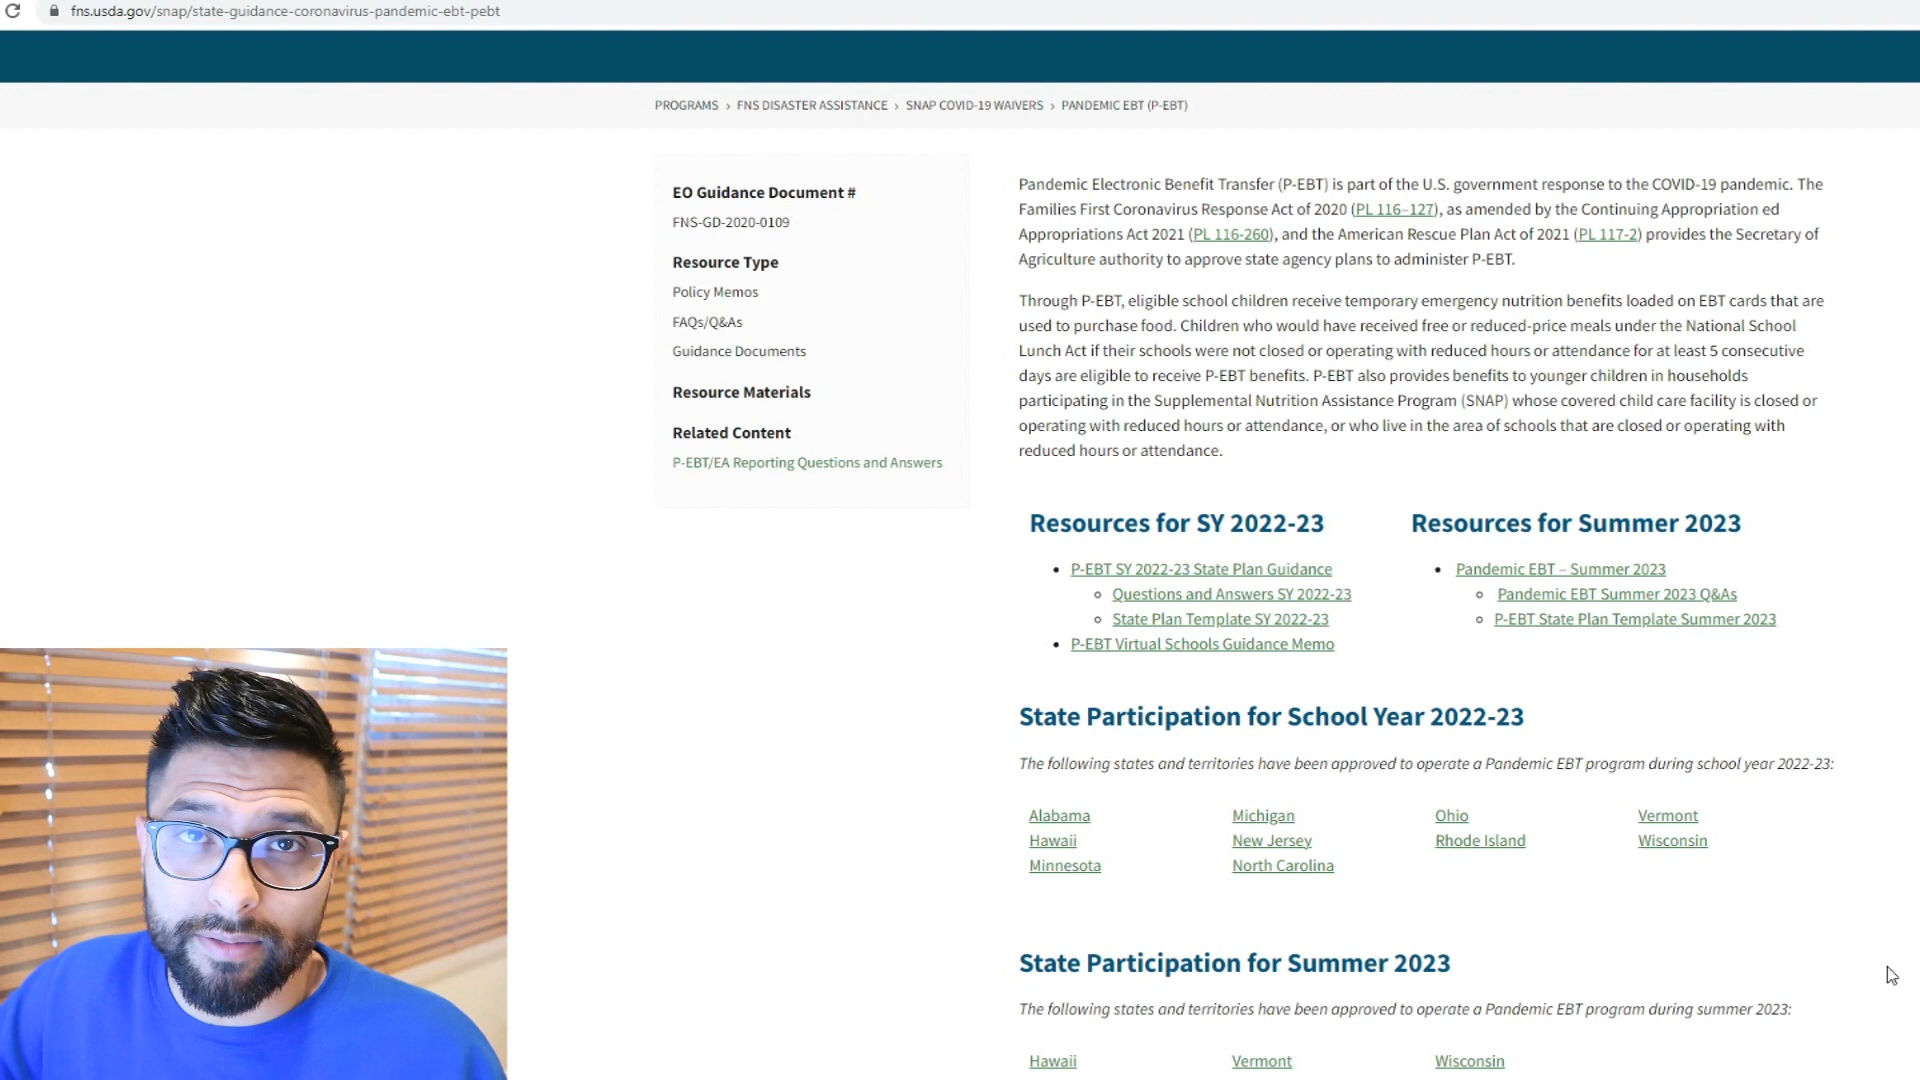 fns.usda.gov/snap/state-guidance-coronavirus-pandemic-ebt-pebt
PROGRAMS › FNS DISASTER ASSISTANCE › SNAP COVID-19 WAIVERS › PANDEMIC EBT (P-EBT)
EO Guidance Document #
FNS-GD-2020-0109
Resource Type
Policy Memos
FAQs/Q&As
Guidance Documents
Resource Materials
Related Content
P-EBT/EA Reporting Questions and Answers
Pandemic Electronic Benefit Transfer (P-EBT) is part of the U.S. government response to the COVID-19 pandemic. The
Families First Coronavirus Response Act of 2020 (PL 116–127), as amended by the Continuing Appropriation ed
Appropriations Act 2021 (PL 116-260), and the American Rescue Plan Act of 2021 (PL 117-2) provides the Secretary of
Agriculture authority to approve state agency plans to administer P-EBT.
Through P-EBT, eligible school children receive temporary emergency nutrition benefits loaded on EBT cards that are
used to purchase food. Children who would have received free or reduced-price meals under the National School
Lunch Act if their schools were not closed or operating with reduced hours or attendance for at least 5 consecutive
days are eligible to receive P-EBT benefits. P-EBT also provides benefits to younger children in households
participating in the Supplemental Nutrition Assistance Program (SNAP) whose covered child care facility is closed or
operating with reduced hours or attendance, or who live in the area of schools that are closed or operating with
reduced hours or attendance.
Resources for SY 2022-23
P-EBT SY 2022-23 State Plan Guidance
Questions and Answers SY 2022-23
State Plan Template SY 2022-23
P-EBT Virtual Schools Guidance Memo
Resources for Summer 2023
Pandemic EBT – Summer 2023
Pandemic EBT Summer 2023 Q&As
P-EBT State Plan Template Summer 2023
State Participation for School Year 2022-23
The following states and territories have been approved to operate a Pandemic EBT program during school year 2022-23:
Alabama Michigan Ohio Vermont
Hawaii New Jersey Rhode Island Wisconsin
Minnesota North Carolina
State Participation for Summer 2023
The following states and territories have been approved to operate a Pandemic EBT program during summer 2023:
Hawaii Vermont Wisconsin